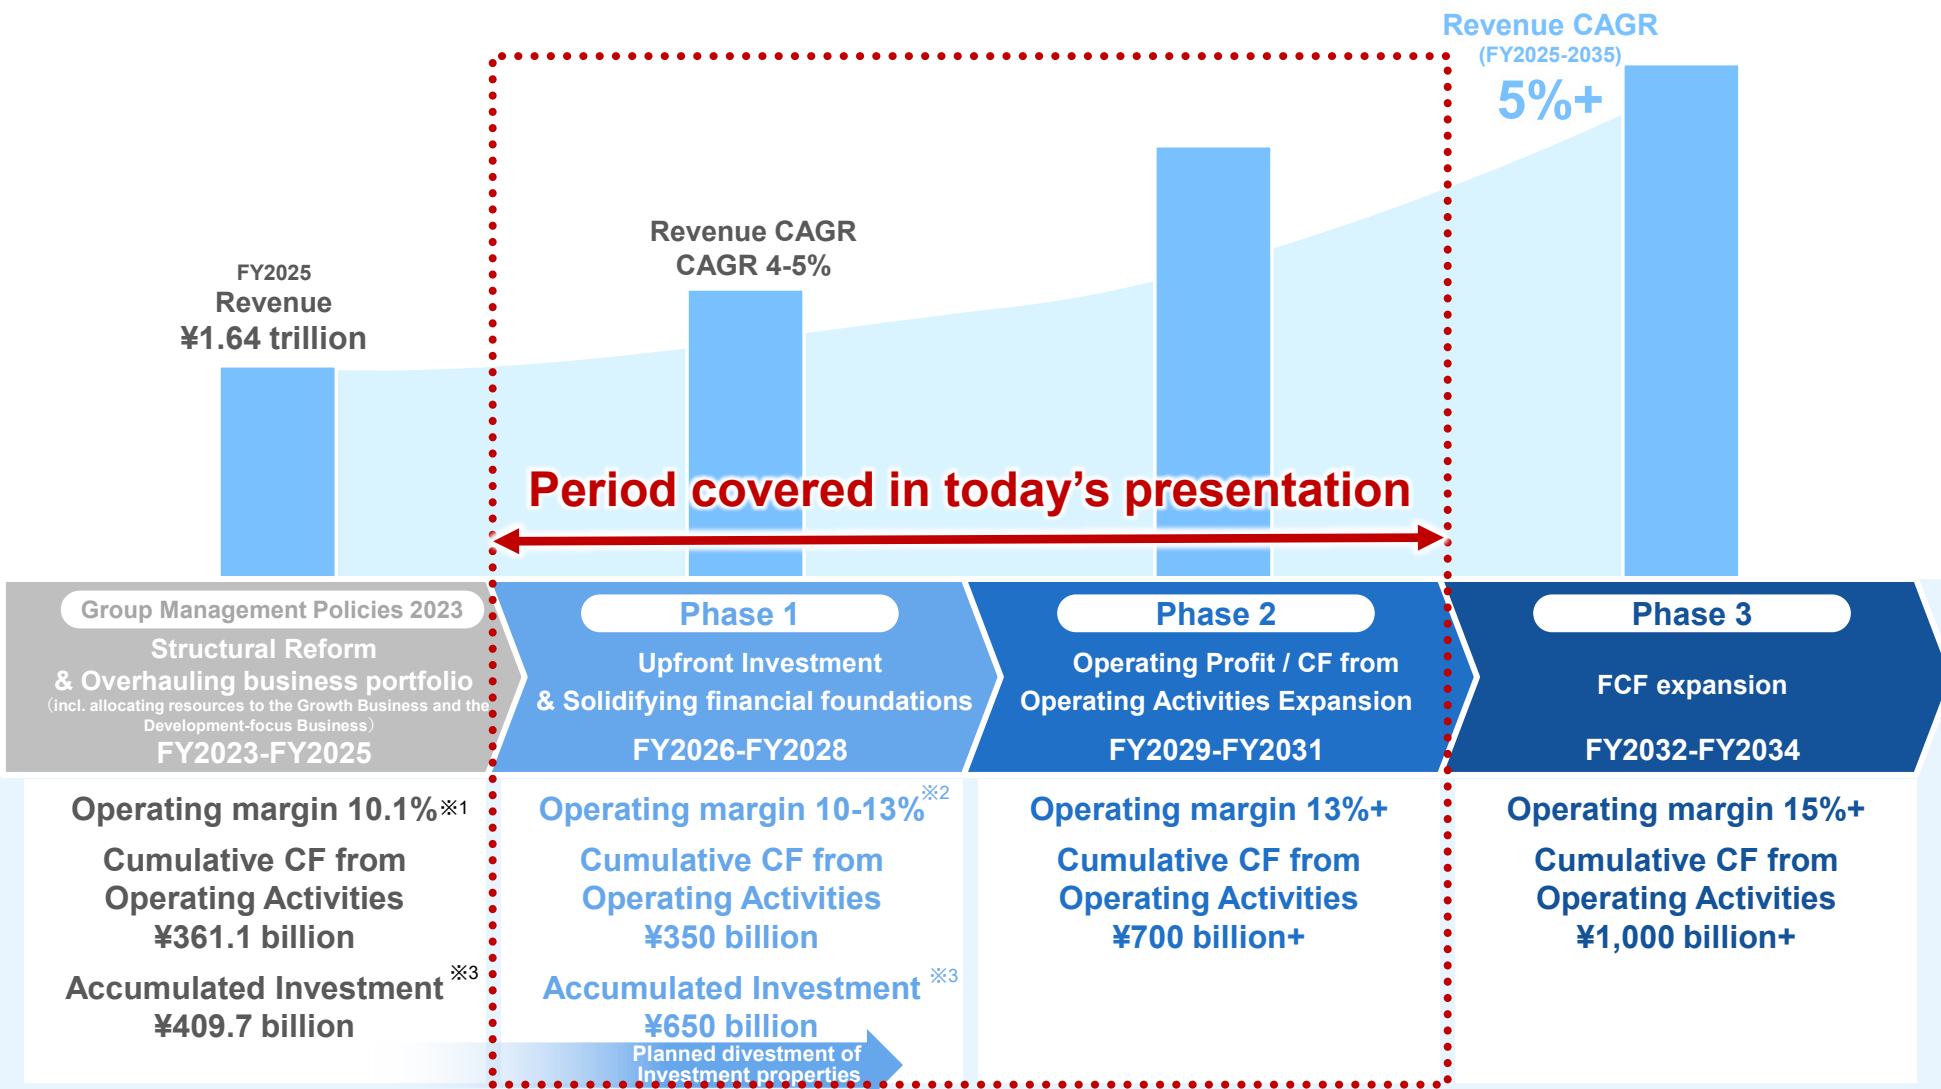 Revenue CAGR
(FY2025-2035)
5%+
Revenue CAGR
CAGR 4-5%
FY2025
Revenue
¥1.64 trillion
Period covered in today’s presentation
Group Management Policies 2023
Structural Reform
& Overhauling business portfolio
(incl. allocating resources to the Growth Business and the
Development-focus Business)
FY2023-FY2025
Phase 1
Upfront Investment
& Solidifying financial foundations
FY2026-FY2028
Phase 2
Operating Profit / CF from
Operating Activities Expansion
FY2029-FY2031
Phase 3
FCF expansion
FY2032-FY2034
Operating margin 10.1%※1
Cumulative CF from
Operating Activities
¥361.1 billion
Accumulated Investment ※3
¥409.7 billion
Operating margin 10-13%※2
Cumulative CF from
Operating Activities
¥350 billion
Accumulated Investment ※3
¥650 billion
Planned divestment of
Investment properties
Operating margin 13%+
Cumulative CF from
Operating Activities
¥700 billion+
Operating margin 15%+
Cumulative CF from
Operating Activities
¥1,000 billion+